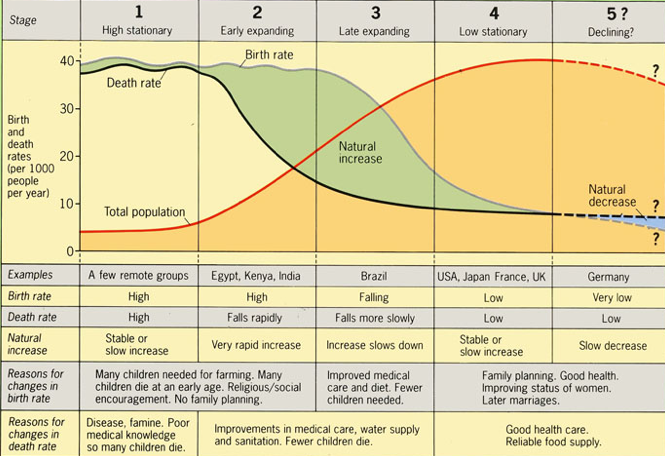 Stage
1
High stationary
2
Early expanding
3
Late expanding
4
Low stationary
5 ?
Declining?
Birth
and
death
rates
(per 1000
people
per year)
40
30
20
10
0
Birth rate
Death rate
Natural
increase
Total population
Natural
decrease
?
?
?
Examples
A few remote groups
Egypt, Kenya, India
Brazil
USA, Japan France, UK
Germany
Birth rate
High
High
Falling
Low
Very low
Death rate
High
Falls rapidly
Falls more slowly
Low
Low
Natural
increase
Stable or
slow increase
Very rapid increase
Increase slows down
Stable or
slow increase
Slow decrease
Reasons for
changes in
birth rate
Many children needed for farming. Many
children die at an early age. Religious/social
encouragement. No family planning.
Improved medical
care and diet. Fewer
children needed.
Family planning. Good health.
Improving status of women.
Later marriages.
Reasons for
changes in
death rate
Disease, famine. Poor
medical knowledge
so many children die.
Improvements in medical care, water supply
and sanitation. Fewer children die.
Good health care.
Reliable food supply.